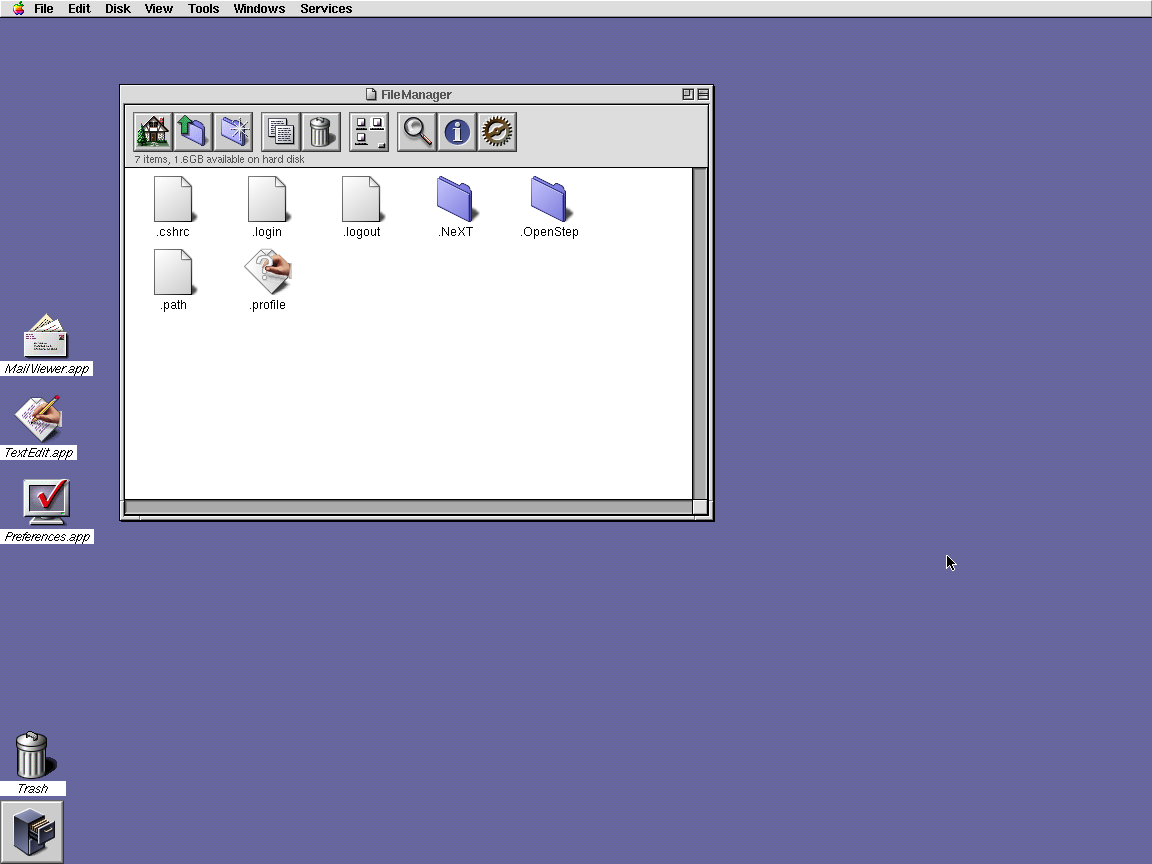 File Edit Disk View Tools Windows Services
FileManager
7 items, 1.6GB available on hard disk
.cshrc .login .logout .NeXT .OpenStep
.path .profile
MailViewer.app
TextEdit.app
Preferences.app
Trash